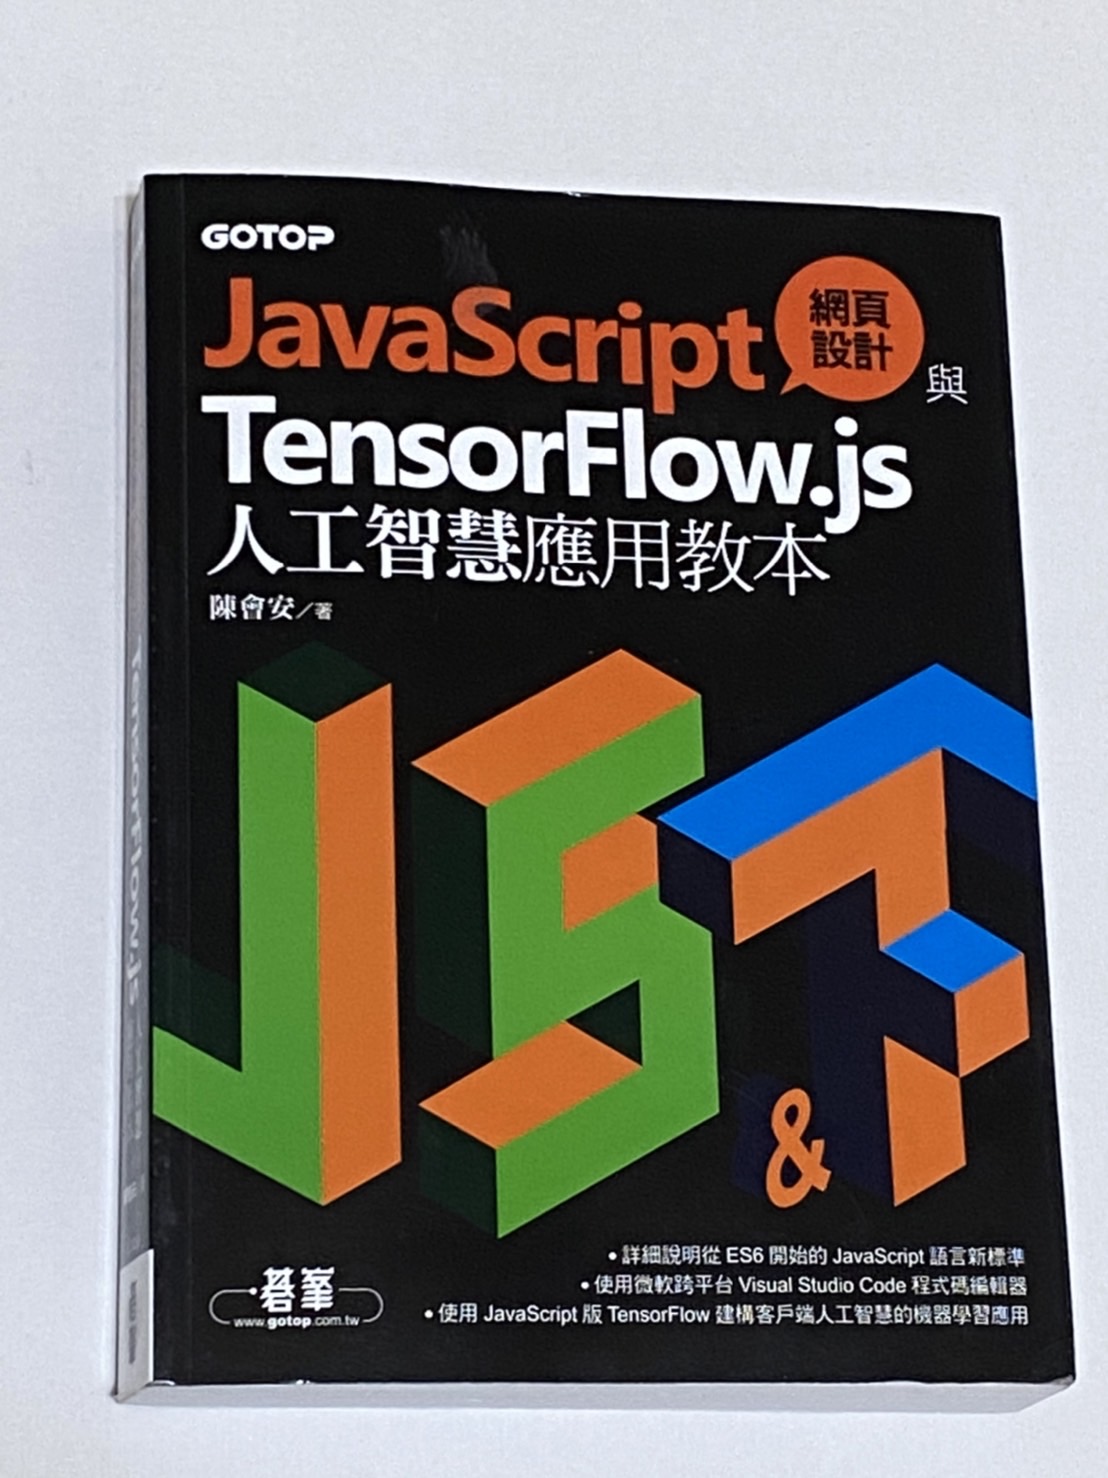 GOTOP
JavaScript 網頁設計 與
TensorFlow.js
人工智慧應用教本
陳會安／著
JS & T
• 詳細說明從 ES6 開始的 JavaScript 語言新標準
• 使用微軟跨平台 Visual Studio Code 程式碼編輯器
• 使用 JavaScript 版 TensorFlow 建構客戶端人工智慧的機器學習應用
碁峯
www.gotop.com.tw
TensorFlow.js